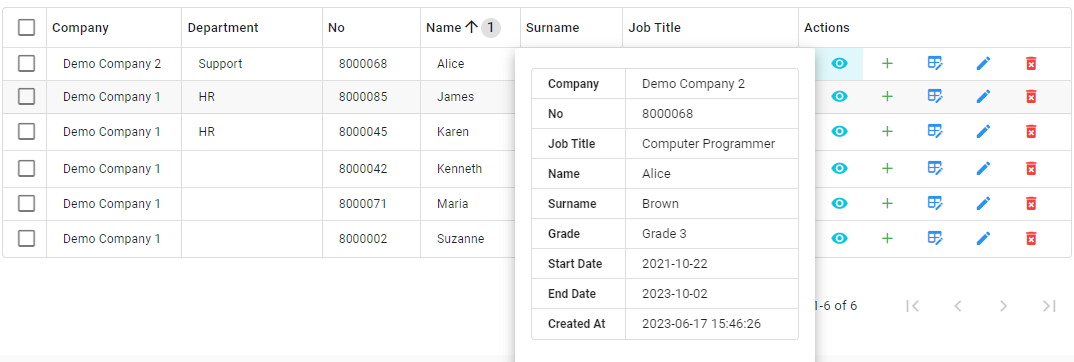 Company Department No Name 1 Surname Job Title Actions
Demo Company 2 Support 8000068 Alice
Demo Company 1 HR 8000085 James
Demo Company 1 HR 8000045 Karen
Demo Company 1 8000042 Kenneth
Demo Company 1 8000071 Maria
Demo Company 1 8000002 Suzanne
Company Demo Company 2
No 8000068
Job Title Computer Programmer
Name Alice
Surname Brown
Grade Grade 3
Start Date 2021-10-22
End Date 2023-10-02
Created At 2023-06-17 15:46:26
1-6 of 6